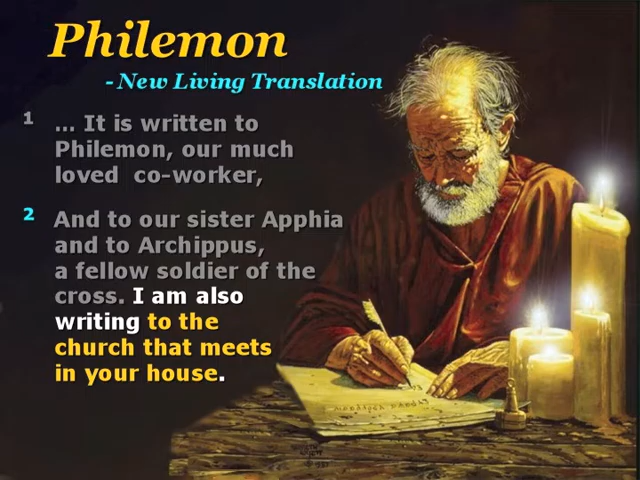 Philemon
- New Living Translation
1 ... It is written to
Philemon, our much
loved co-worker,
2 And to our sister Apphia
and to Archippus,
a fellow soldier of the
cross. I am also
writing to the
church that meets
in your house.